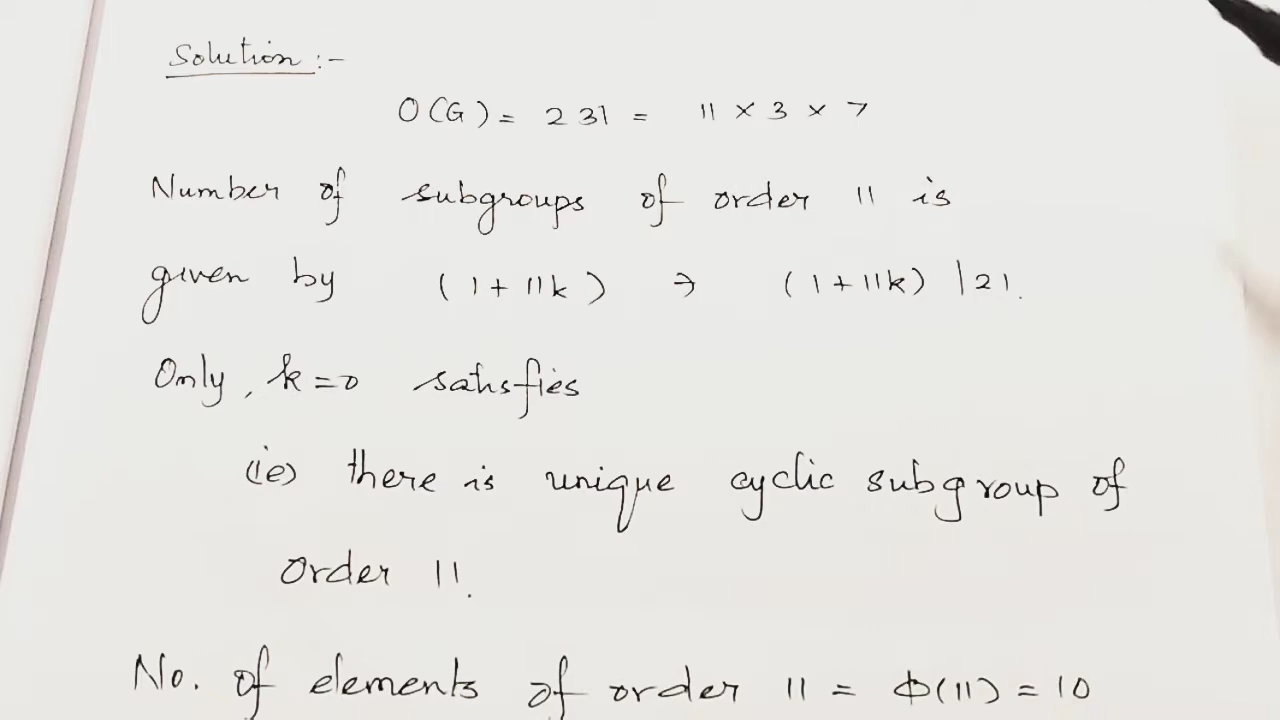 Solution :-
O(G) = 231 = 11 × 3 × 7
Number of subgroups of order 11 is
given by (1+11k) → (1+11k) | 21.
Only, k=0 satisfies
(ie) there is unique cyclic subgroup of
order 11.
No. of elements of order 11 = ϕ(11) = 10